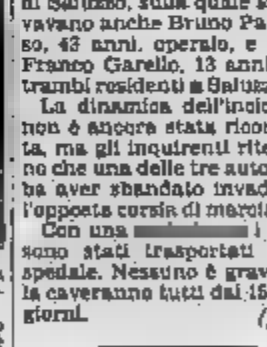 di Saluzzo, sulla quale s
vavano anche Bruno Pa
so, 43 anni, operaio, e
Franco Garello, 13 anni
trambi residenti a Saluz
La dinamica dell'inci
non è ancora stata rico
ta, ma gli inquirenti rite
no che una delle tre auto
ba aver sbandato invad
l'opposta corsia di marci
Con una
sono stati trasportati
spedale. Nessuno è grav
la caveranno tutti dai 15
giorni.